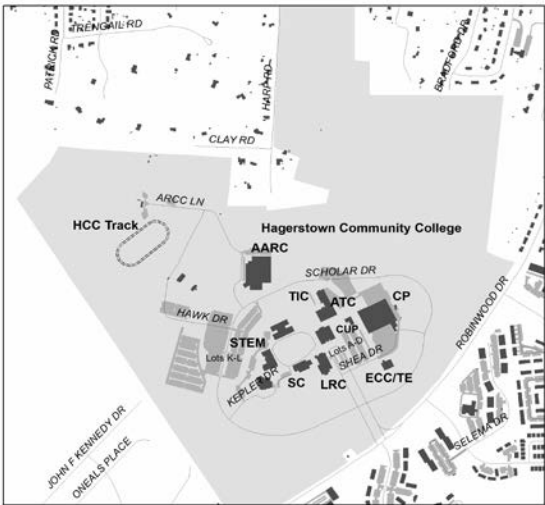 TRENGAIL RD
PATRICK RD
HARP RD
BRADFORD DR
CLAY RD
ARCC LN
HCC Track
Hagerstown Community College
AARC
SCHOLAR DR
TIC
ATC
CP
ROBINWOOD DR
HAWK DR
STEM
CUP
Lots K-L
Lots A-D
SHEA DR
KEPLER DR
SC
LRC
ECC/TE
JOHN F KENNEDY DR
ONEALS PLACE
SELEMA DR